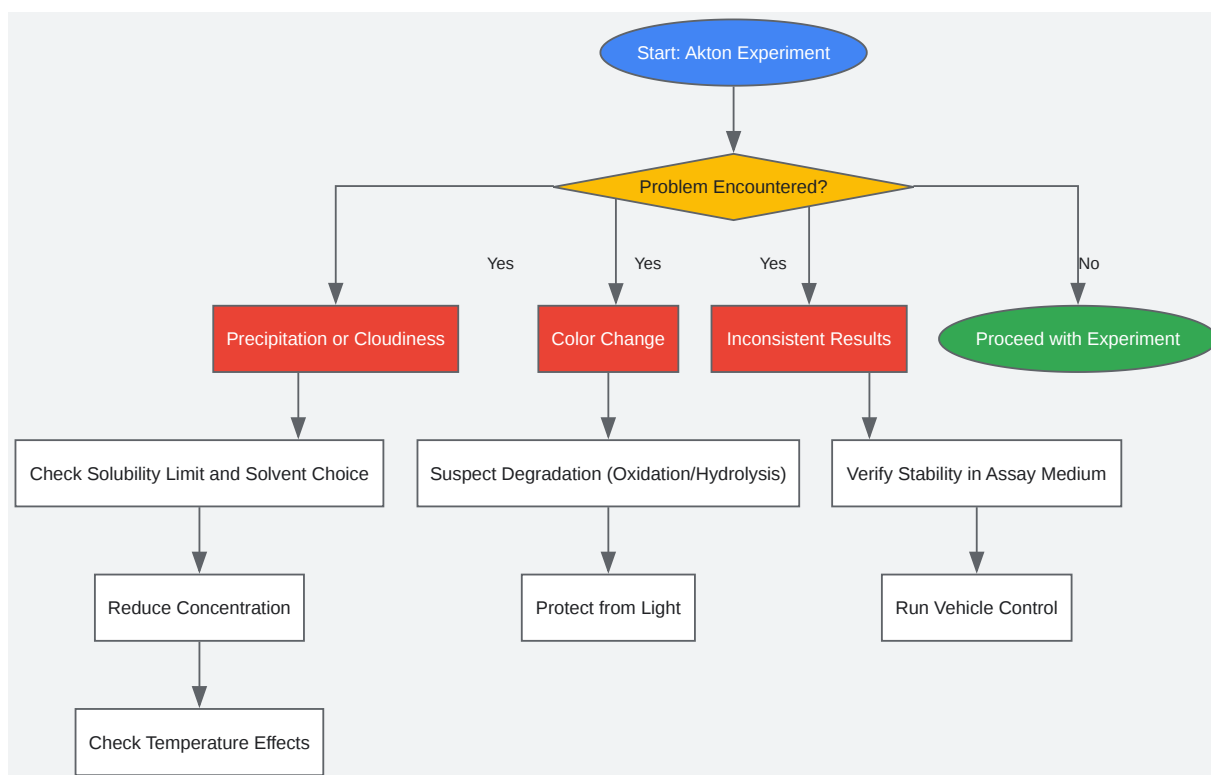 Start: Akton Experiment
Problem Encountered?
Yes
Yes
Yes
No
Precipitation or Cloudiness
Color Change
Inconsistent Results
Proceed with Experiment
Check Solubility Limit and Solvent Choice
Suspect Degradation (Oxidation/Hydrolysis)
Verify Stability in Assay Medium
Reduce Concentration
Protect from Light
Run Vehicle Control
Check Temperature Effects